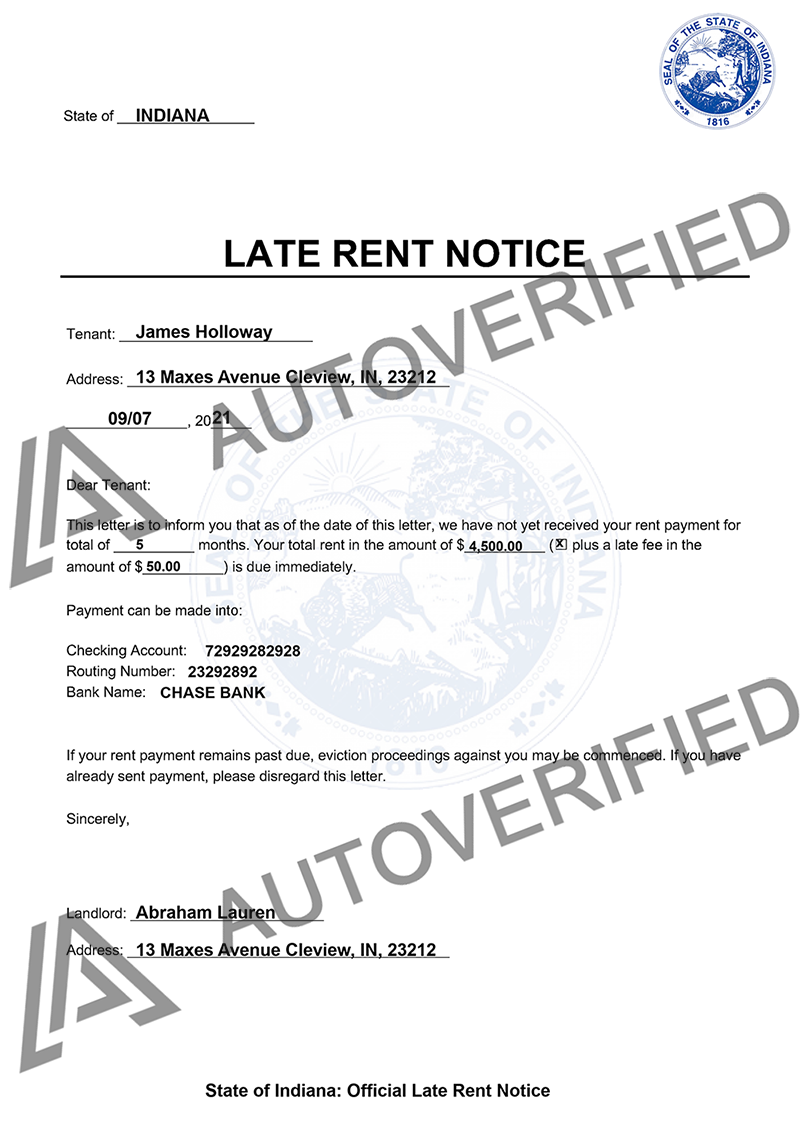 SEAL OF THE STATE OF INDIANA
1816
State of INDIANA
LATE RENT NOTICE
Tenant: James Holloway
Address: 13 Maxes Avenue Cleview, IN, 23212
09/07, 2021
Dear Tenant:
This letter is to inform you that as of the date of this letter, we have not yet received your rent payment for
total of 5 months. Your total rent in the amount of $ 4,500.00 (☒ plus a late fee in the
amount of $ 50.00) is due immediately.
Payment can be made into:
Checking Account: 72929282928
Routing Number: 23292892
Bank Name: CHASE BANK
If your rent payment remains past due, eviction proceedings against you may be commenced. If you have
already sent payment, please disregard this letter.
Sincerely,
Landlord: Abraham Lauren
Address: 13 Maxes Avenue Cleview, IN, 23212
State of Indiana: Official Late Rent Notice
SEAL OF THE STATE OF INDIANA
1816
AUTOVERIFIED
AUTOVERIFIED